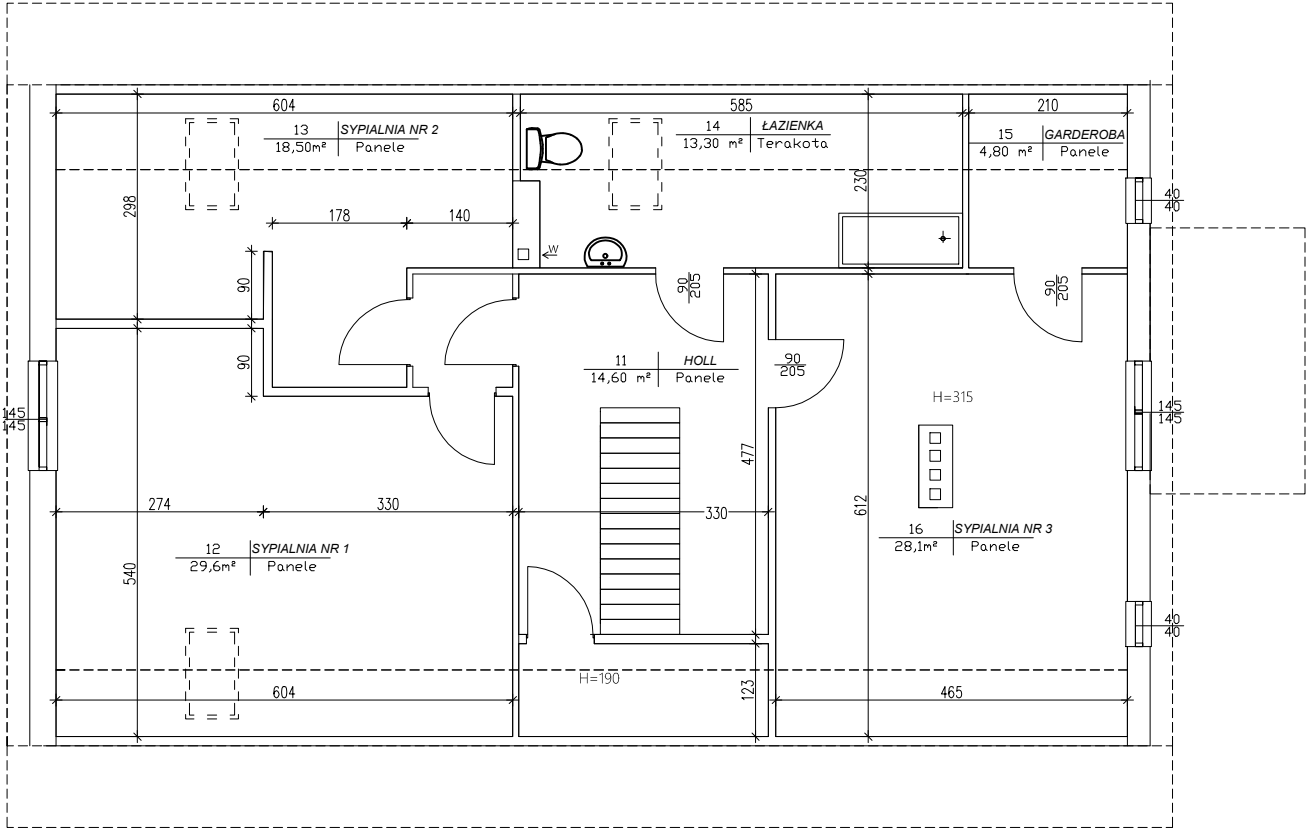 604
585
210
13 SYPIALNIA NR 2
18,50m² Panele
14 ŁAZIENKA
13,30 m² Terakota
15 GARDEROBA
4,80 m² Panele
298
230
40
40
178
140
W
90
90
205
90
205
90
11 HOLL
14,60 m² Panele
90
205
H=315
145
145
145
145
477
274
330
330
612
16 SYPIALNIA NR 3
28,1m² Panele
12 SYPIALNIA NR 1
29,6m² Panele
540
40
40
H=190
123
604
465